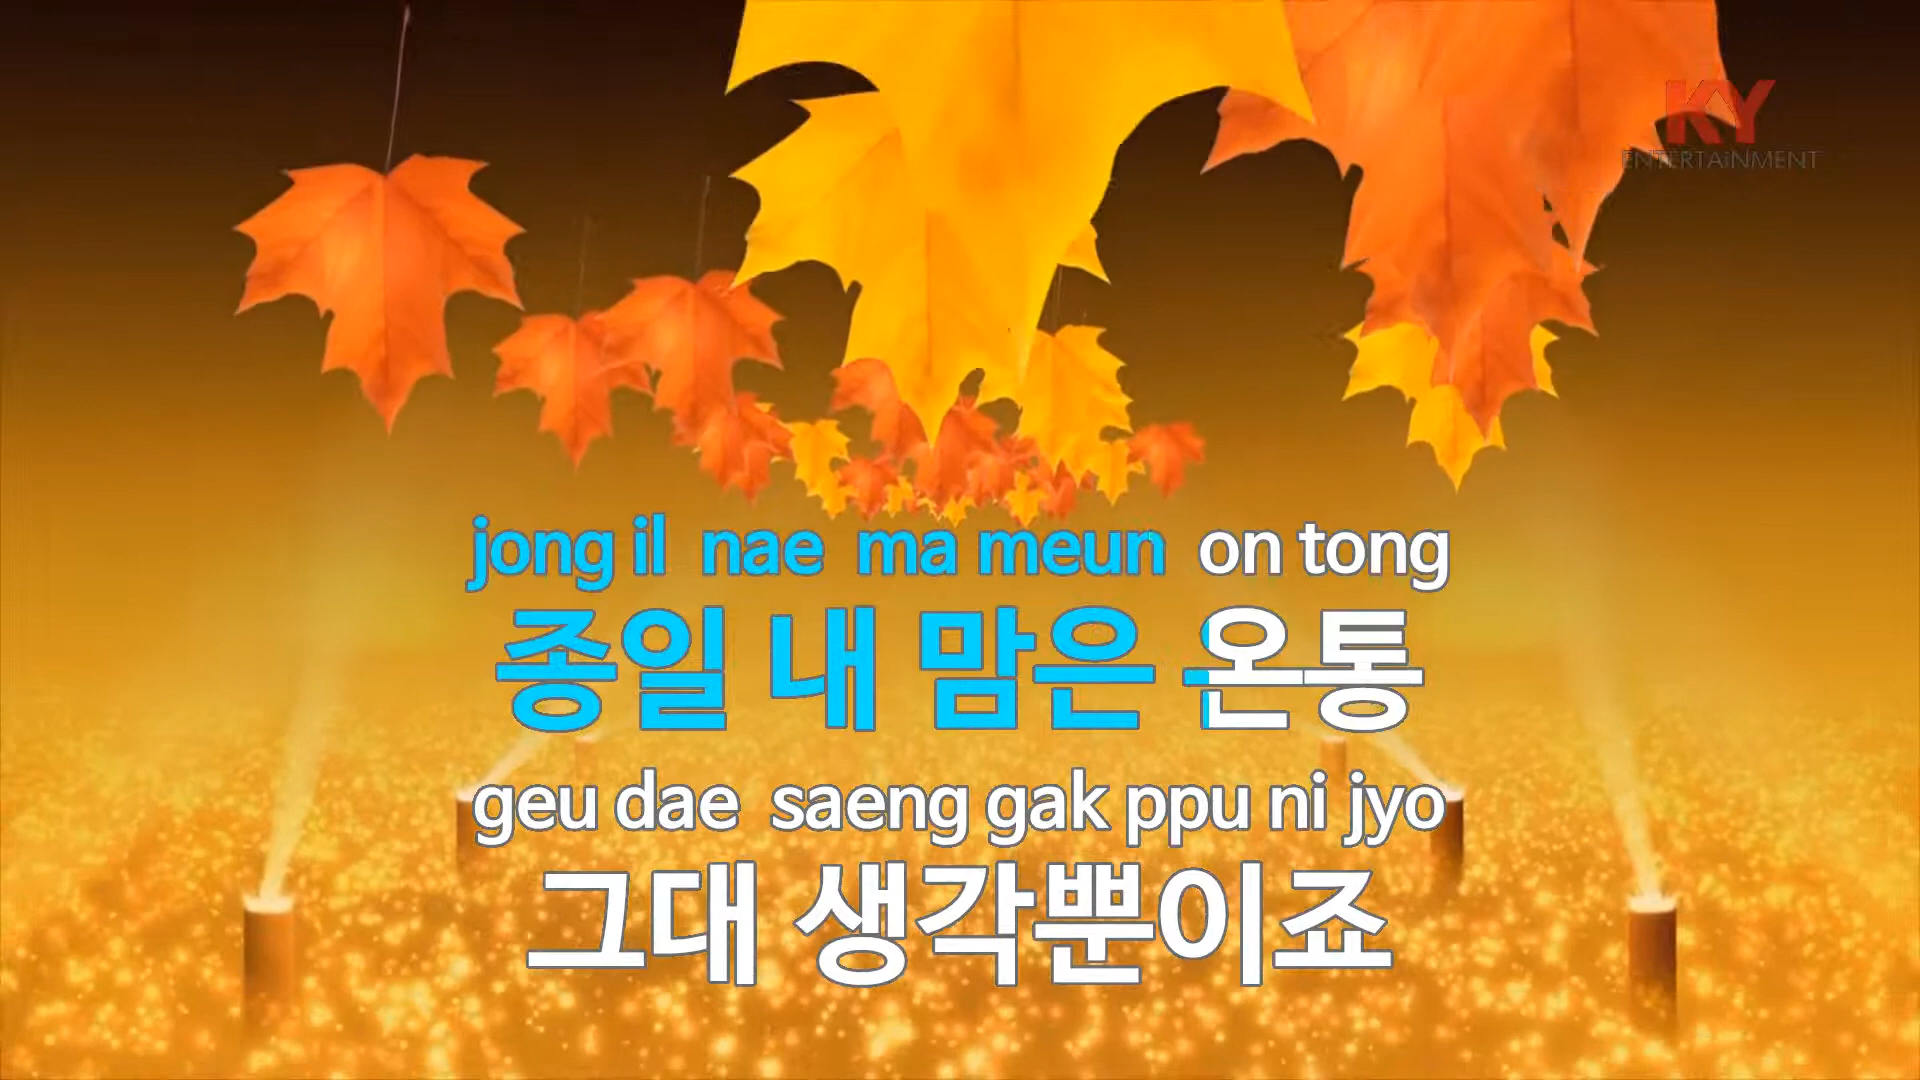 KY
ENTERTAiNMENT
jong il nae ma meun on tong
종일 내 맘은 온통
geu dae saeng gak ppu ni jyo
그대 생각뿐이죠